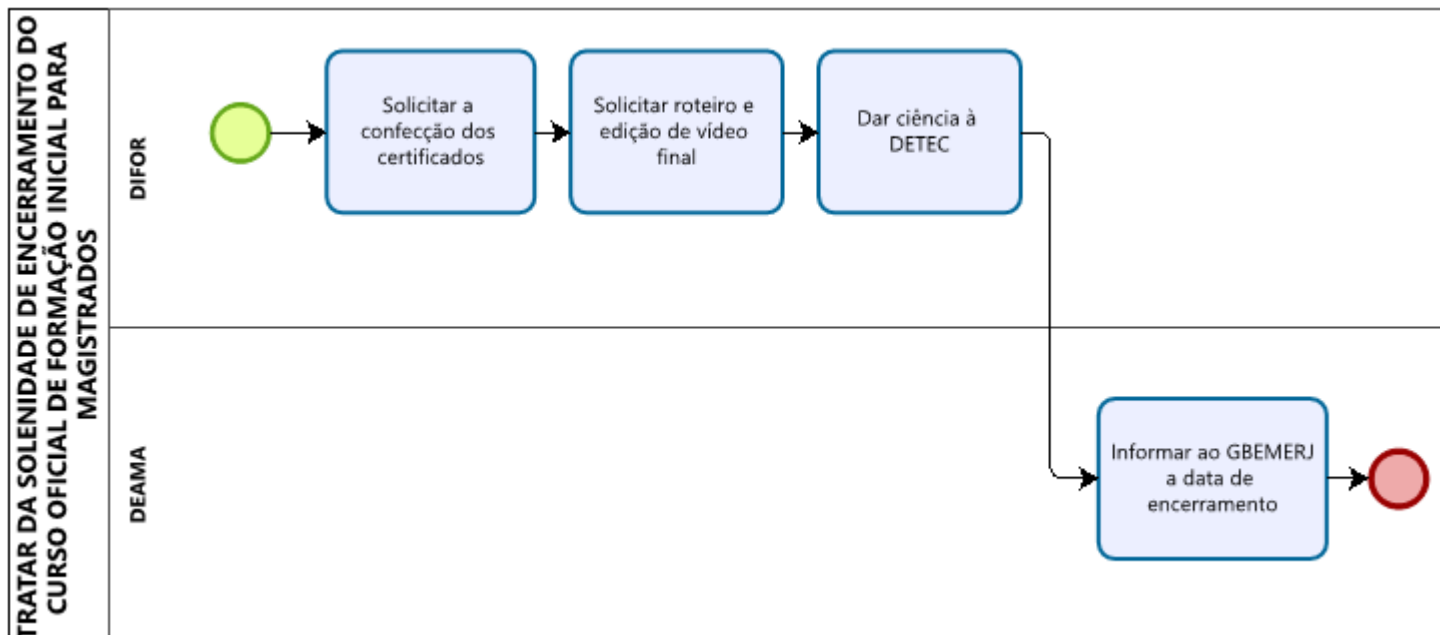 TRATAR DA SOLENIDADE DE ENCERRAMENTO DO
CURSO OFICIAL DE FORMAÇÃO INICIAL PARA
MAGISTRADOS
DIFOR
Solicitar a
confecção dos
certificados
Solicitar roteiro e
edição de vídeo
final
Dar ciência à
DETEC
DEAMA
Informar ao GBEMERJ
a data de
encerramento